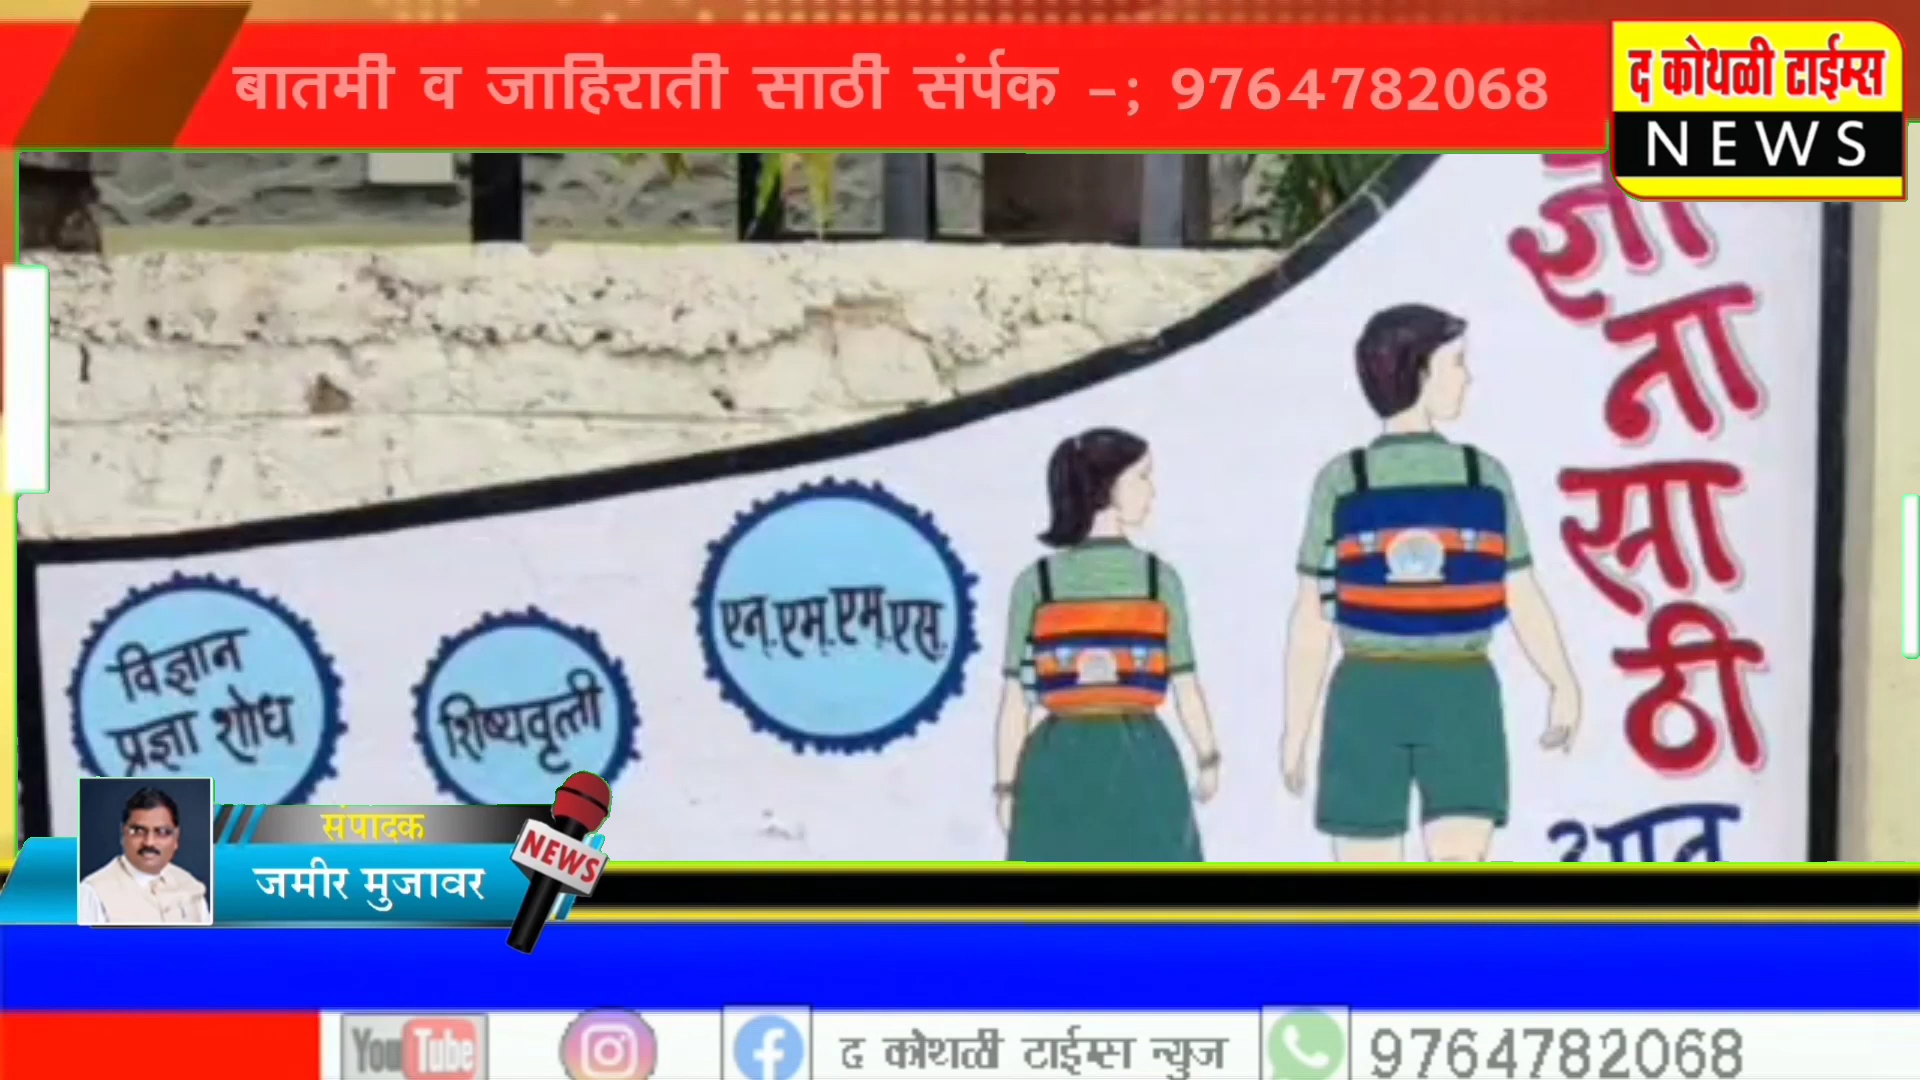 बातमी व जाहिराती साठी संर्पक -; 9764782068
द कोथळी टाईम्स
NEWS
ज्ञा
ना
सा
ठी
एन.एम.एम.एस.
विज्ञान
प्रज्ञा शोध
शिष्यवृत्ती
संपादक
जमीर मुजावर
NEWS
YouTube
द कोथळी टाईम्स न्युज
9764782068